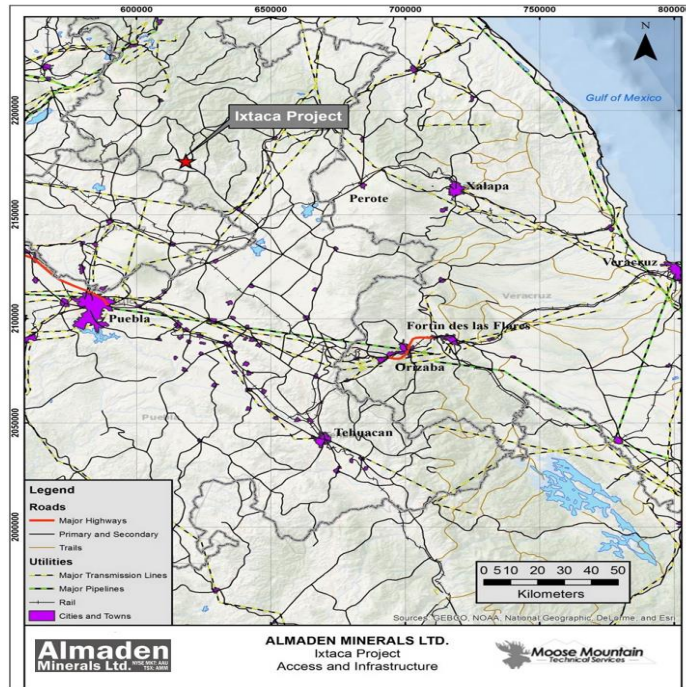 600000
700000
750000
800000
N
2200000
2150000
2100000
2050000
2000000
Gulf of Mexico
Ixtaca Project
Xalapa
Perote
Veracruz
Veracruz
Puebla
Fortin des las Flares
Orizaba
Puebla
Tehuacan
Legend
Roads
Major Highways
Primary and Secondary
Trails
Utilities
Major Transmission Lines
Major Pipelines
Rail
Cities and Towns
0 5 10 20 30 40 50
Kilometers
Sources: GEBCO, NOAA, National Geographic, DeLorme, and Esri
Almaden
Minerals Ltd.
NYSE MKT: AAU
TSX: AMM
ALMADEN MINERALS LTD.
Ixtaca Project
Access and Infrastructure
Moose Mountain
Technical Services